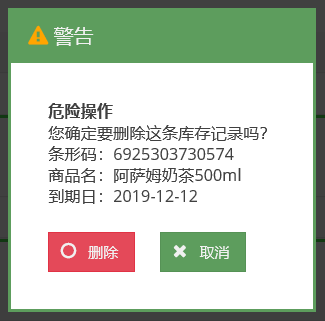 警告
危险操作
您确定要删除这条库存记录吗?
条形码：6925303730574
商品名：阿萨姆奶茶500ml
到期日：2019-12-12
删除
取消